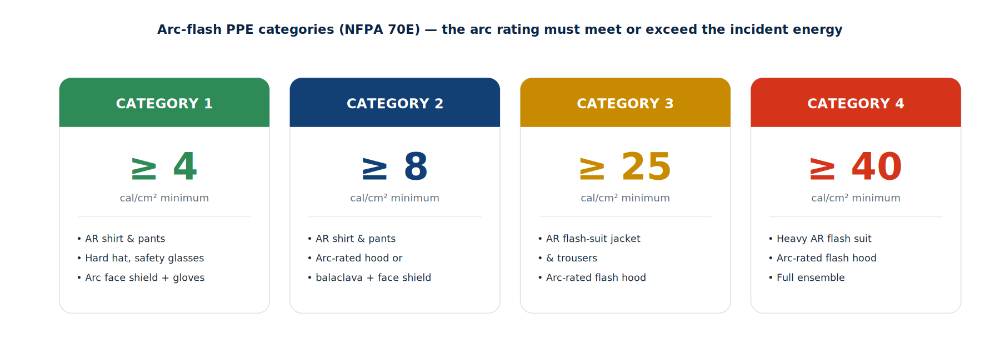 Arc-flash PPE categories (NFPA 70E) — the arc rating must meet or exceed the incident energy
CATEGORY 1
≥ 4
cal/cm² minimum
• AR shirt & pants
• Hard hat, safety glasses
• Arc face shield + gloves
CATEGORY 2
≥ 8
cal/cm² minimum
• AR shirt & pants
• Arc-rated hood or
• balaclava + face shield
CATEGORY 3
≥ 25
cal/cm² minimum
• AR flash-suit jacket
• & trousers
• Arc-rated flash hood
CATEGORY 4
≥ 40
cal/cm² minimum
• Heavy AR flash suit
• Arc-rated flash hood
• Full ensemble